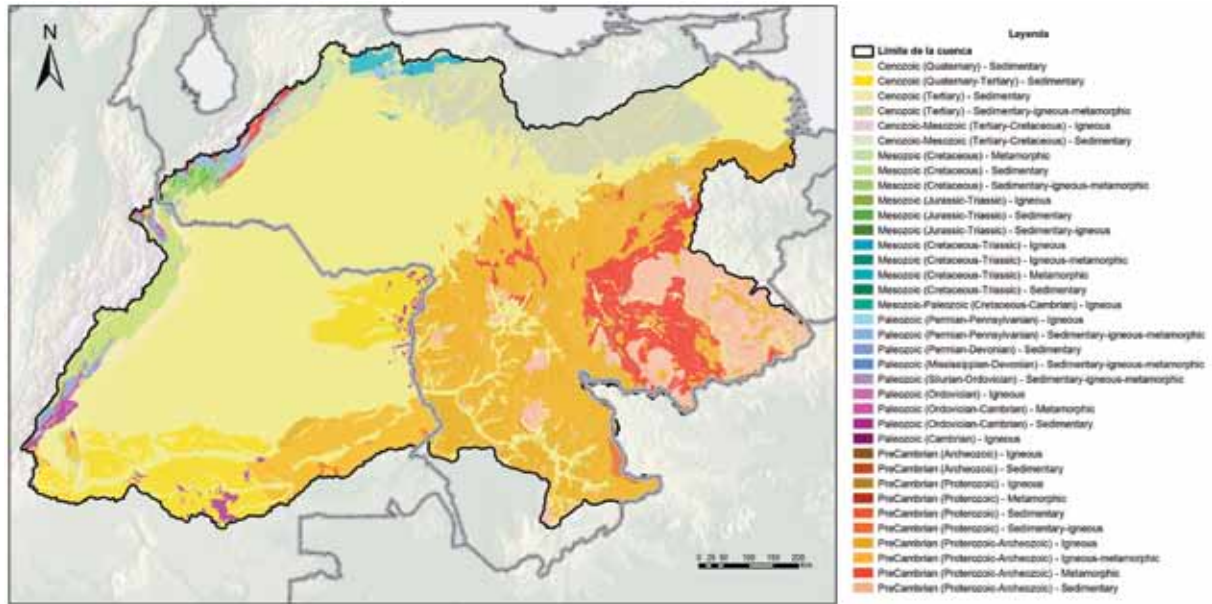 N
Leyenda
Límite de la cuenca
Cenozoic (Quaternary) - Sedimentary
Cenozoic (Quaternary-Tertiary) - Sedimentary
Cenozoic (Tertiary) - Sedimentary
Cenozoic (Tertiary) - Sedimentary-igneous-metamorphic
Cenozoic-Mesozoic (Tertiary-Cretaceous) - Igneous
Cenozoic-Mesozoic (Tertiary-Cretaceous) - Sedimentary
Mesozoic (Cretaceous) - Metamorphic
Mesozoic (Cretaceous) - Sedimentary
Mesozoic (Cretaceous) - Sedimentary-igneous-metamorphic
Mesozoic (Jurassic-Triassic) - Igneous
Mesozoic (Jurassic-Triassic) - Sedimentary
Mesozoic (Jurassic-Triassic) - Sedimentary-igneous
Mesozoic (Cretaceous-Triassic) - Igneous
Mesozoic (Cretaceous-Triassic) - Igneous-metamorphic
Mesozoic (Cretaceous-Triassic) - Metamorphic
Mesozoic (Cretaceous-Triassic) - Sedimentary
Mesozoic-Paleozoic (Cretaceous-Cambrian) - Igneous
Paleozoic (Permian-Pennsylvanian) - Igneous
Paleozoic (Permian-Pennsylvanian) - Sedimentary-igneous-metamorphic
Paleozoic (Permian-Devonian) - Sedimentary
Paleozoic (Mississippian-Devonian) - Sedimentary-igneous-metamorphic
Paleozoic (Silurian-Ordovician) - Sedimentary-igneous-metamorphic
Paleozoic (Ordovician) - Igneous
Paleozoic (Ordovician-Cambrian) - Metamorphic
Paleozoic (Ordovician-Cambrian) - Sedimentary
Paleozoic (Cambrian) - Igneous
PreCambrian (Archeozoic) - Igneous
PreCambrian (Archeozoic) - Sedimentary
PreCambrian (Proterozoic) - Igneous
PreCambrian (Proterozoic) - Metamorphic
PreCambrian (Proterozoic) - Sedimentary
PreCambrian (Proterozoic) - Sedimentary-igneous
PreCambrian (Proterozoic-Archeozoic) - Igneous
PreCambrian (Proterozoic-Archeozoic) - Igneous-metamorphic
PreCambrian (Proterozoic-Archeozoic) - Metamorphic
PreCambrian (Proterozoic-Archeozoic) - Sedimentary
0 25 50 100 150 200
Km